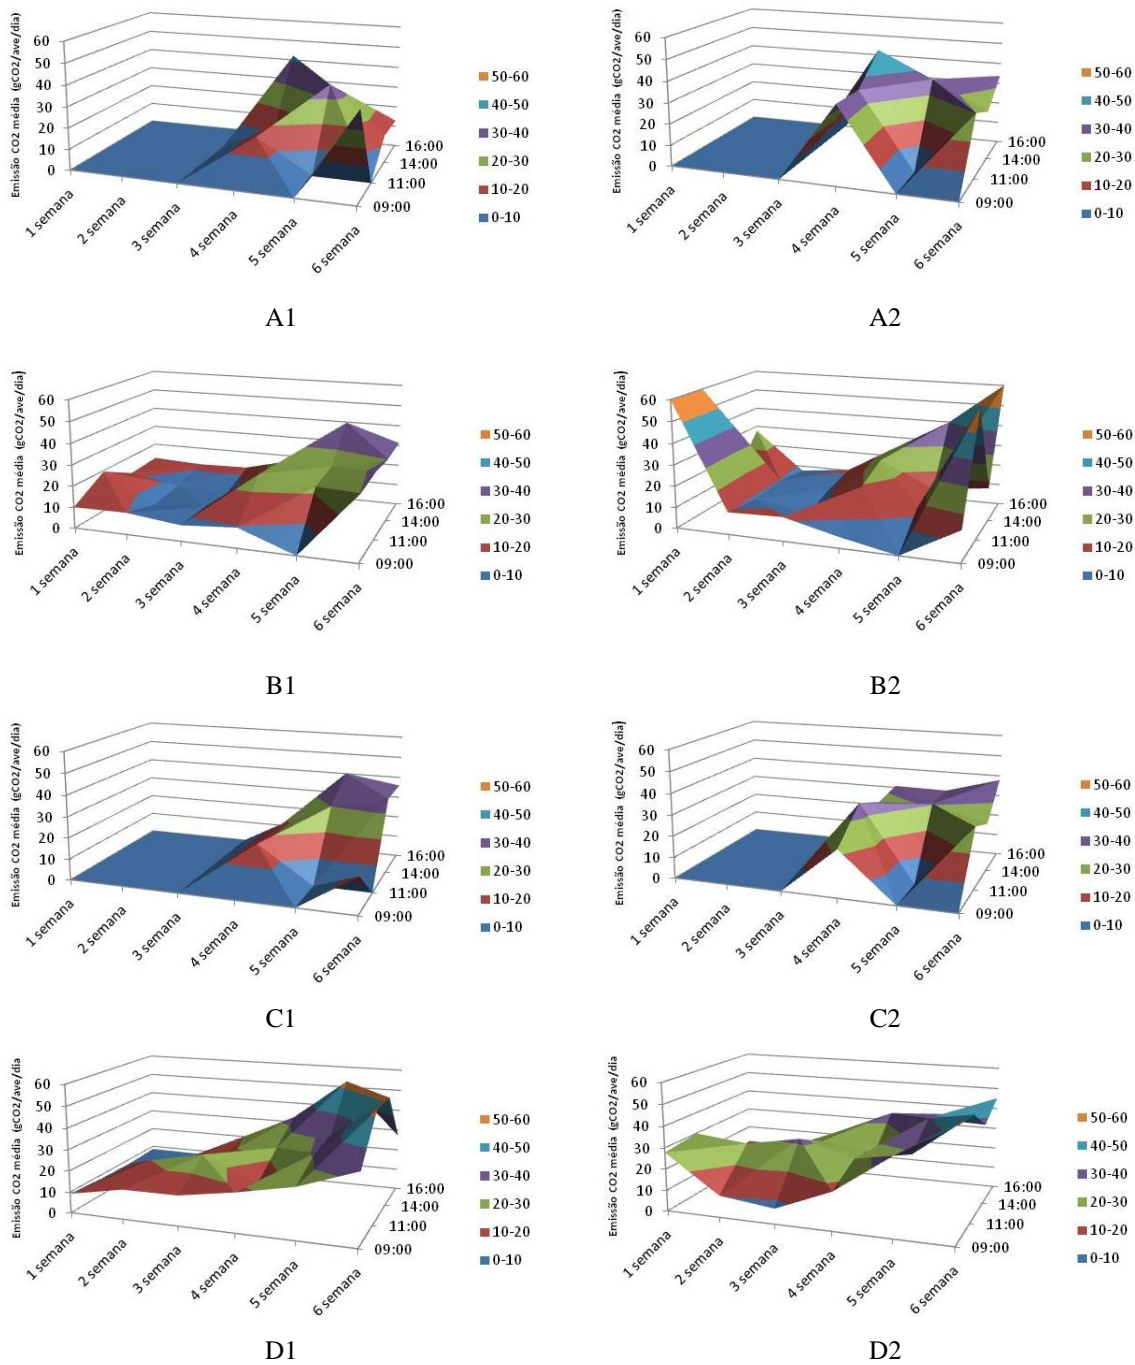 Emissão CO2 média (gCO2/ave/dia)
60
50
40
30
20
10
0
1 semana
2 semana
3 semana
4 semana
5 semana
6 semana
16:00
14:00
11:00
09:00
50-60
40-50
30-40
20-30
10-20
0-10
A1
Emissão CO2 média (gCO2/ave/dia)
60
50
40
30
20
10
0
1 semana
2 semana
3 semana
4 semana
5 semana
6 semana
16:00
14:00
11:00
09:00
50-60
40-50
30-40
20-30
10-20
0-10
A2
Emissão CO2 média (gCO2/ave/dia)
60
50
40
30
20
10
0
1 semana
2 semana
3 semana
4 semana
5 semana
6 semana
16:00
14:00
11:00
09:00
50-60
40-50
30-40
20-30
10-20
0-10
B1
Emissão CO2 média (gCO2/ave/dia)
60
50
40
30
20
10
0
1 semana
2 semana
3 semana
4 semana
5 semana
6 semana
16:00
14:00
11:00
09:00
50-60
40-50
30-40
20-30
10-20
0-10
B2
Emissão CO2 média (gCO2/ave/dia)
60
50
40
30
20
10
0
1 semana
2 semana
3 semana
4 semana
5 semana
6 semana
16:00
14:00
11:00
09:00
50-60
40-50
30-40
20-30
10-20
0-10
C1
Emissão CO2 média (gCO2/ave/dia)
60
50
40
30
20
10
0
1 semana
2 semana
3 semana
4 semana
5 semana
6 semana
16:00
14:00
11:00
09:00
50-60
40-50
30-40
20-30
10-20
0-10
C2
Emissão CO2 média (gCO2/ave/dia)
60
50
40
30
20
10
0
1 semana
2 semana
3 semana
4 semana
5 semana
6 semana
16:00
14:00
11:00
09:00
50-60
40-50
30-40
20-30
10-20
0-10
D1
Emissão CO2 média (gCO2/ave/dia
60
50
40
30
20
10
0
1 semana
2 semana
3 semana
4 semana
5 semana
6 semana
16:00
14:00
11:00
09:00
50-60
40-50
30-40
20-30
10-20
0-10
D2